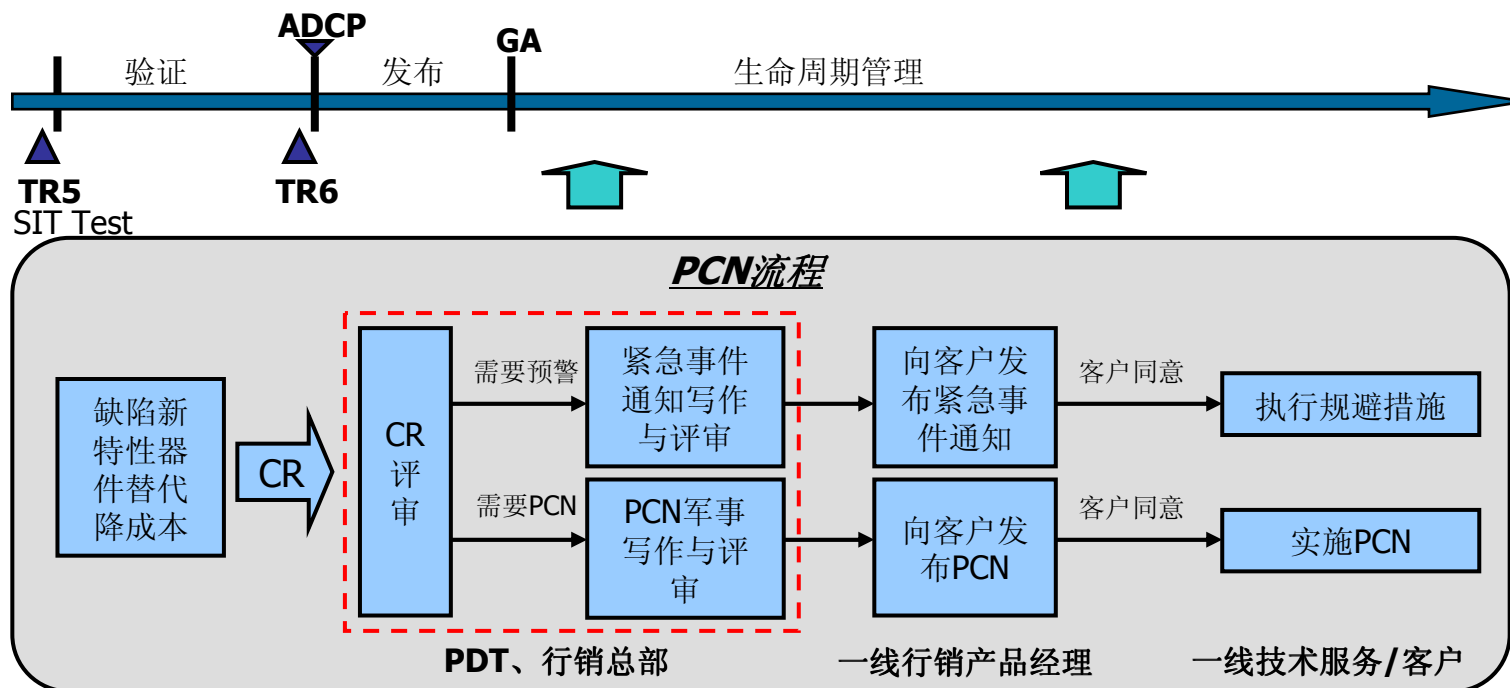 ADCP
GA
验证
发布
生命周期管理
TR5
SIT Test
TR6
PCN流程
缺陷新
特性器
件替代
降成本
CR
CR
评
审
需要预警
紧急事件
通知写作
与评审
向客户发
布紧急事
件通知
客户同意
执行规避措施
需要PCN
PCN军事
写作与评
审
向客户发
布PCN
客户同意
实施PCN
PDT、行销总部
一线行销产品经理
一线技术服务/客户